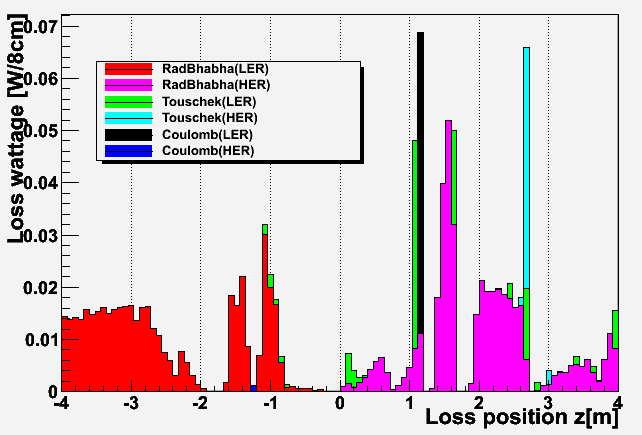 Loss wattage [W/8cm]
0.07
0.06
0.05
0.04
0.03
0.02
0.01
0
RadBhabha(LER)
RadBhabha(HER)
Touschek(LER)
Touschek(HER)
Coulomb(LER)
Coulomb(HER)
-4 -3 -2 -1 0 1 2 3 4
Loss position z[m]